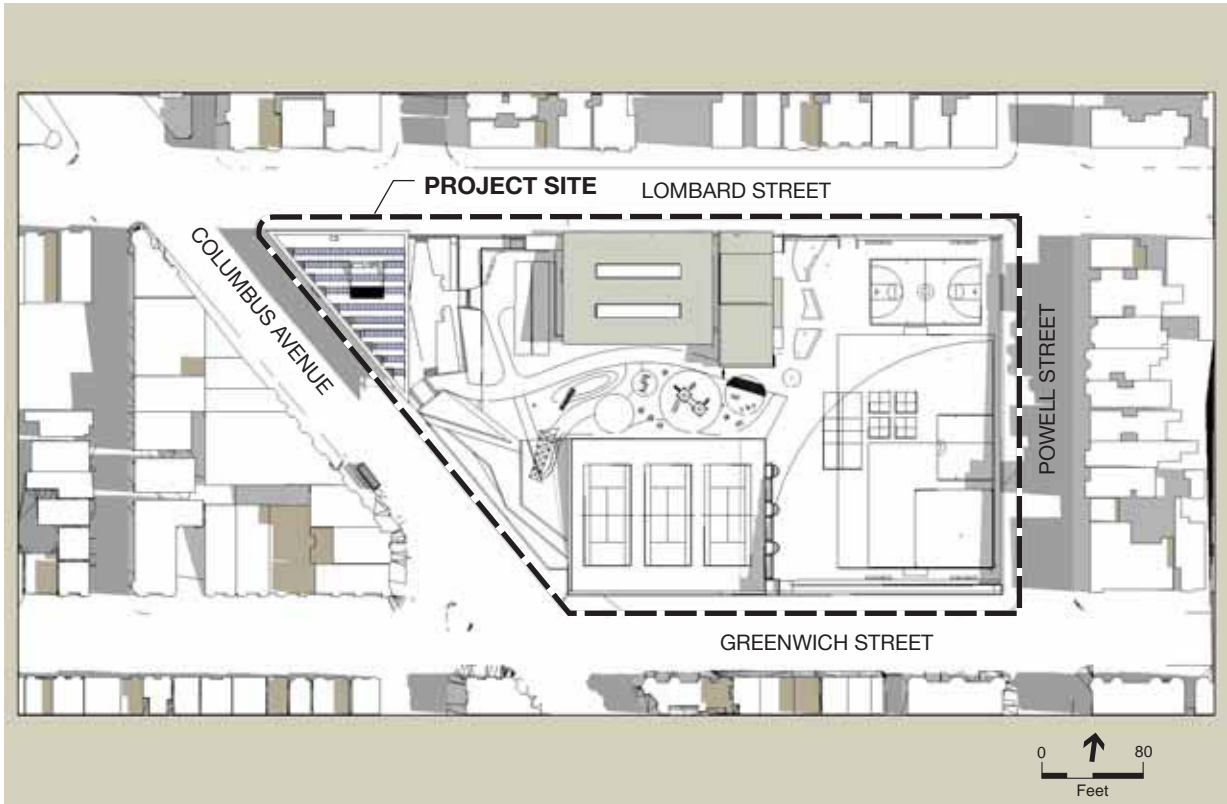 PROJECT SITE
LOMBARD STREET
COLUMBUS AVENUE
POWELL STREET
GREENWICH STREET
0 80
Feet